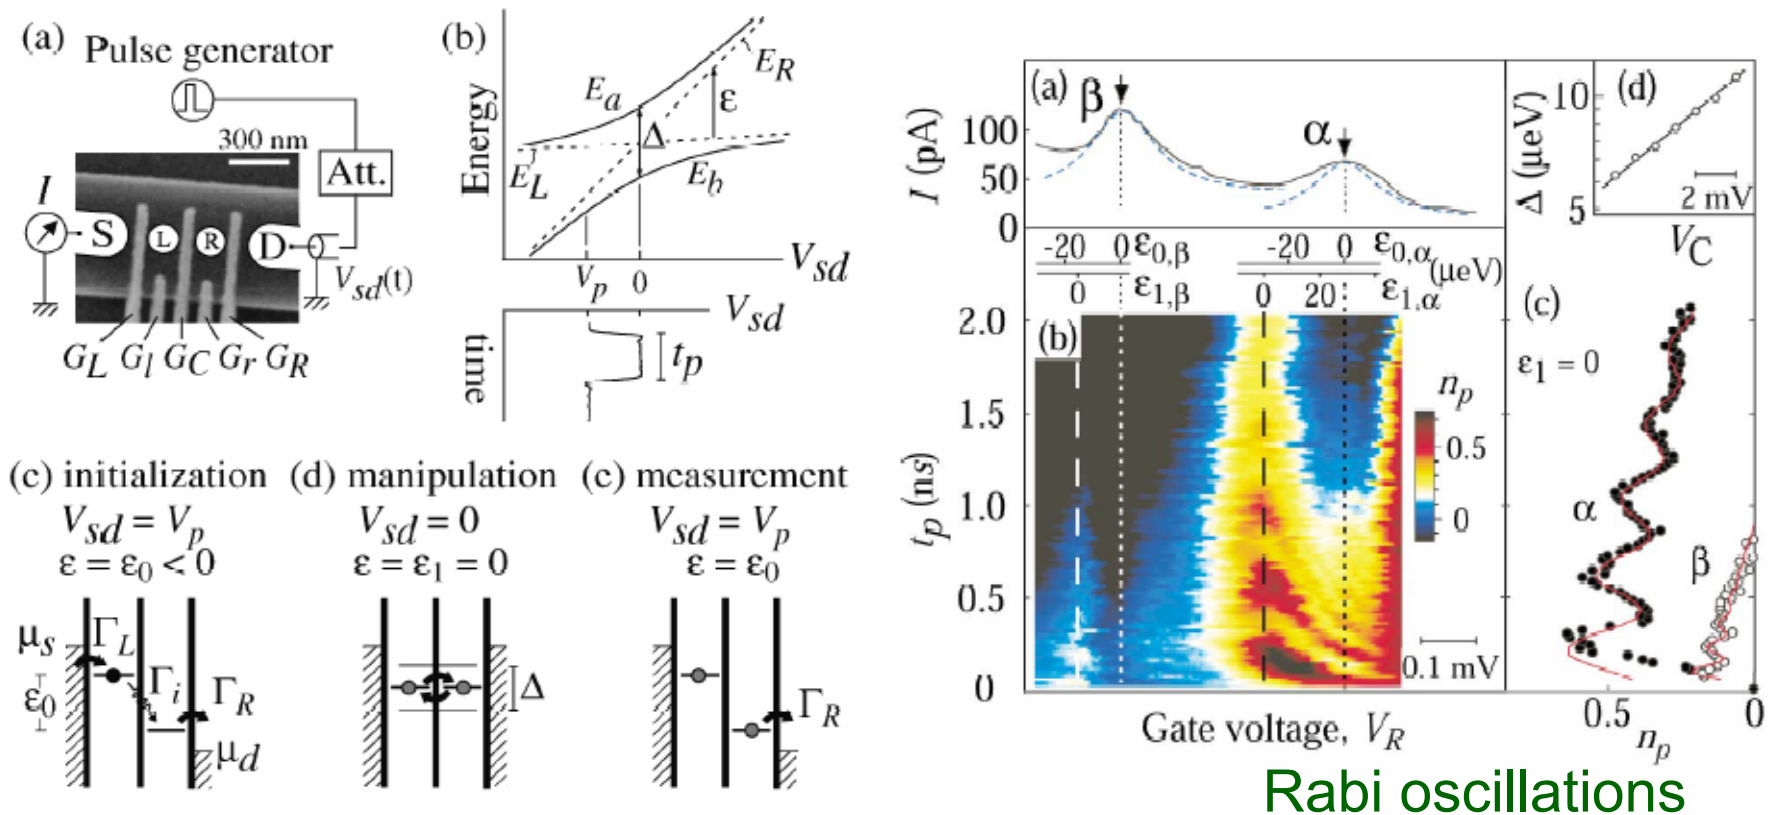 (a) Pulse generator
300 nm
Att.
I
S
L
R
D
V_sd(t)
G_L G_l G_C G_r G_R
(b)
Energy
E_a
E_R
ε
Δ
E_L
E_b
V_p 0
V_sd
V_sd
time
t_p
(c) initialization
V_sd = V_p
ε = ε_0 < 0
μ_s
Γ_L
Γ_i
Γ_R
ε_0
μ_d
(d) manipulation
V_sd = 0
ε = ε_1 = 0
Δ
(e) measurement
V_sd = V_p
ε = ε_0
Γ_R
(a)
β
α
I (pA)
100
50
0
-20 0 ε_0,β
-20 0 ε_0,α
(μeV)
0 ε_1,β
0 20 ε_1,α
(b)
t_p (ns)
2.0
1.5
1.0
0.5
0
n_p
0.5
0
0.1 mV
Gate voltage, V_R
(d)
Δ (μeV)
10
5
2 mV
V_C
(c)
ε_1 = 0
α
β
0.5 0
n_p
Rabi oscillations